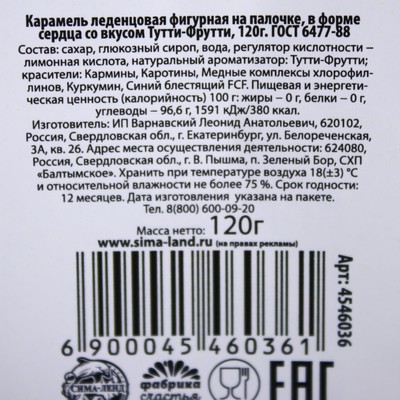 Карамель леденцовая фигурная на палочке, в форме
сердца со вкусом Тутти-Фрутти, 120г. ГОСТ 6477-88
Состав: сахар, глюкозный сироп, вода, регулятор кислотности –
лимонная кислота, натуральный ароматизатор: Тутти-Фрутти;
красители: Кармины, Каротины, Медные комплексы хлорофил-
линов, Куркумин, Синий блестящий FCF. Пищевая и энергети-
ческая ценность (калорийность) 100 г: жиры – 0 г, белки – 0 г,
углеводы – 96,6 г, 1591 кДж/380 ккал.
Изготовитель: ИП Варнавский Леонид Анатольевич, 620102,
Россия, Свердловская обл., г. Екатеринбург, ул. Белореченская,
3А, кв. 26. Адрес места осуществления деятельности: 624080,
Россия, Свердловская обл., г. В. Пышма, п. Зеленый Бор, СХП
«Балтымское». Хранить при температуре воздуха 18(±3) °С
и относительной влажности не более 75 %. Срок годности:
12 месяцев. Дата изготовления указана на пакете.
Тел. 8(800) 600-09-20
Масса нетто: 120г
www.sima-land.ru (на правах рекламы)
Арт: 4546036
6 900045 460361
СИМА-ЛЕНД
фабрика
счастья
EAC